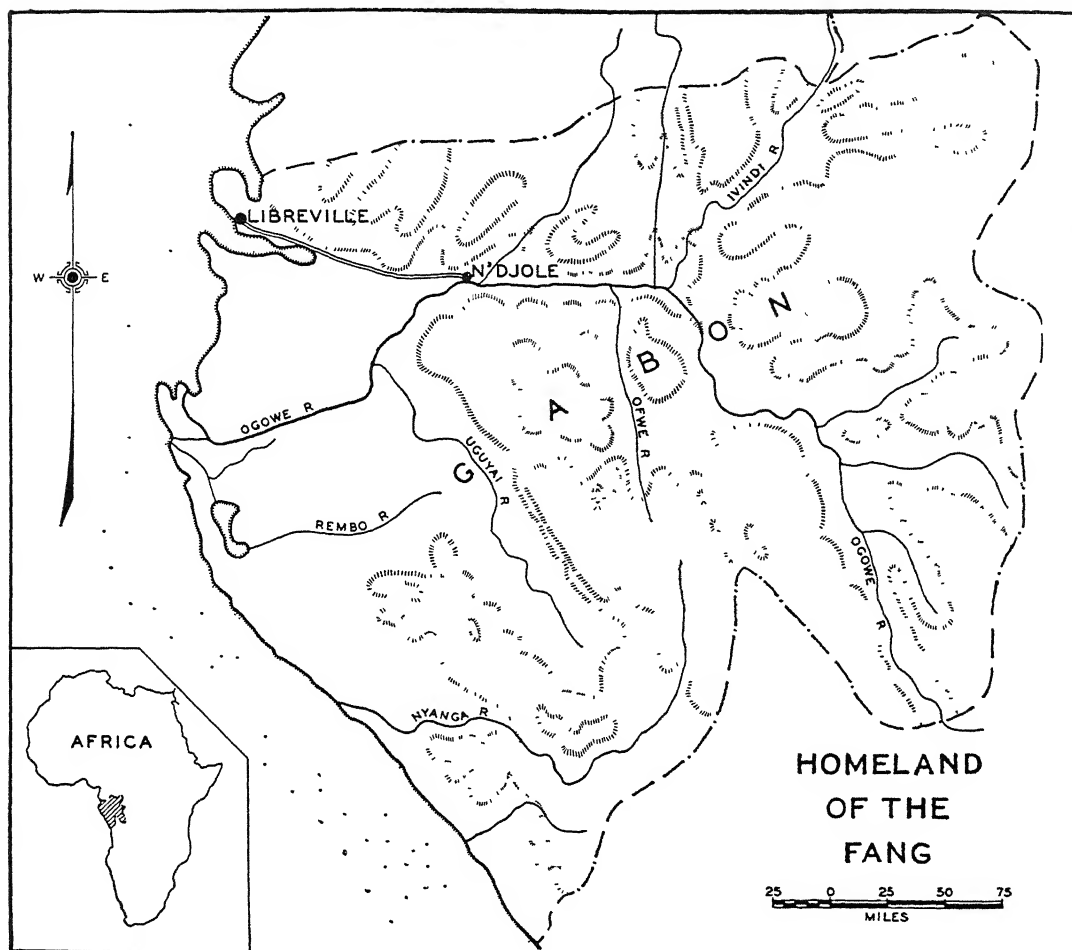 IVINDI R
LIBREVILLE
N'DJOLE
W E
GABON
OGOWE R
UGUYAI R
OFWE R
REMBO R
OGOWE R
NYANGA R
AFRICA
HOMELAND
OF THE
FANG
25 0 25 50 75
MILES